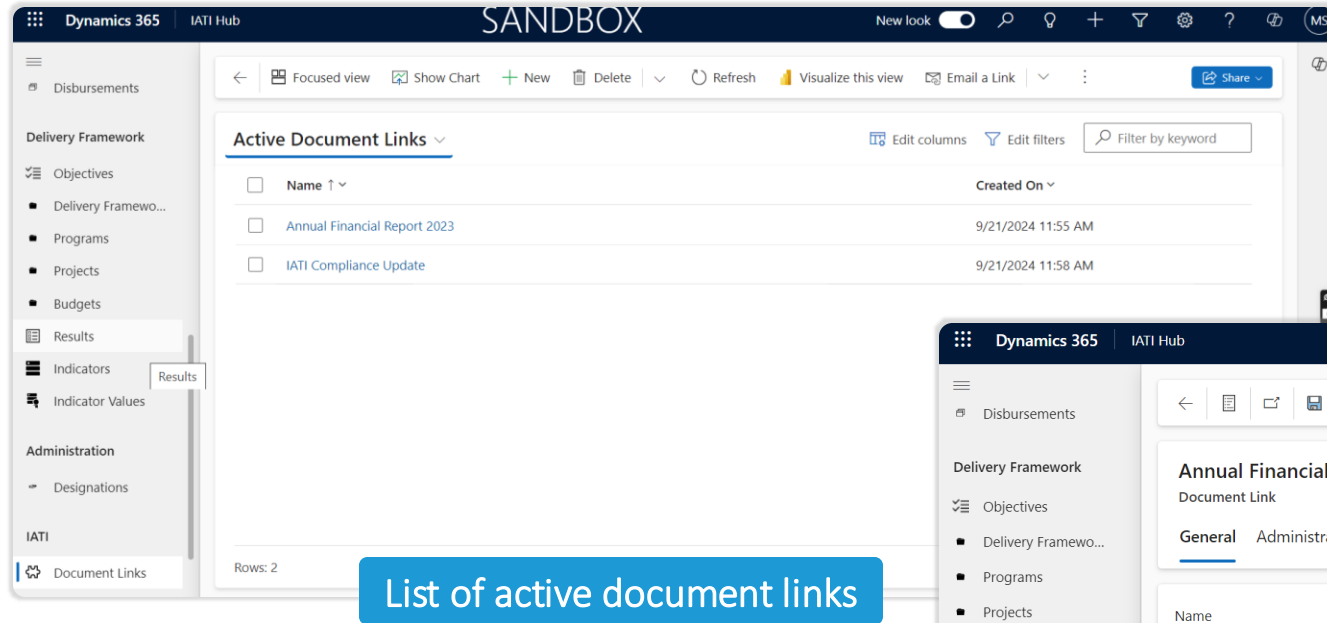 Dynamics 365 IATI Hub SANDBOX New look MS
Focused view Show Chart New Delete Refresh Visualize this view Email a Link Share
Disbursements
Delivery Framework
Objectives
Delivery Framewo...
Programs
Projects
Budgets
Results
Indicators
Results
Indicator Values
Administration
Designations
IATI
Document Links
Active Document Links Edit columns Edit filters Filter by keyword
Name ↑ Created On
Annual Financial Report 2023 9/21/2024 11:55 AM
IATI Compliance Update 9/21/2024 11:58 AM
Rows: 2
List of active document links
Dynamics 365 IATI Hub
Disbursements
Delivery Framework
Objectives
Delivery Framewo...
Programs
Projects
Annual Financial
Document Link
General Administra
Name